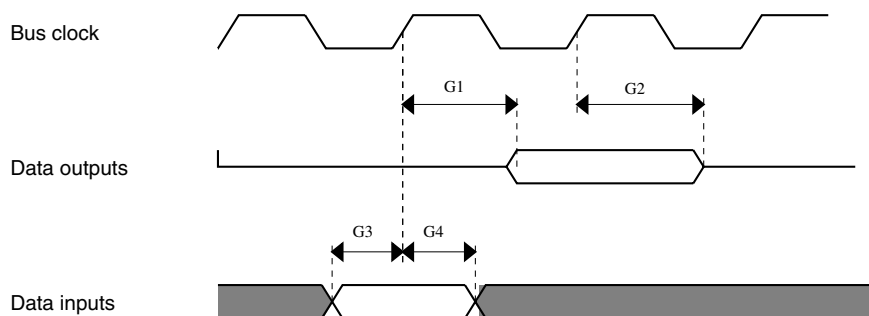 Bus clock
G1
G2
Data outputs
G3
G4
Data inputs